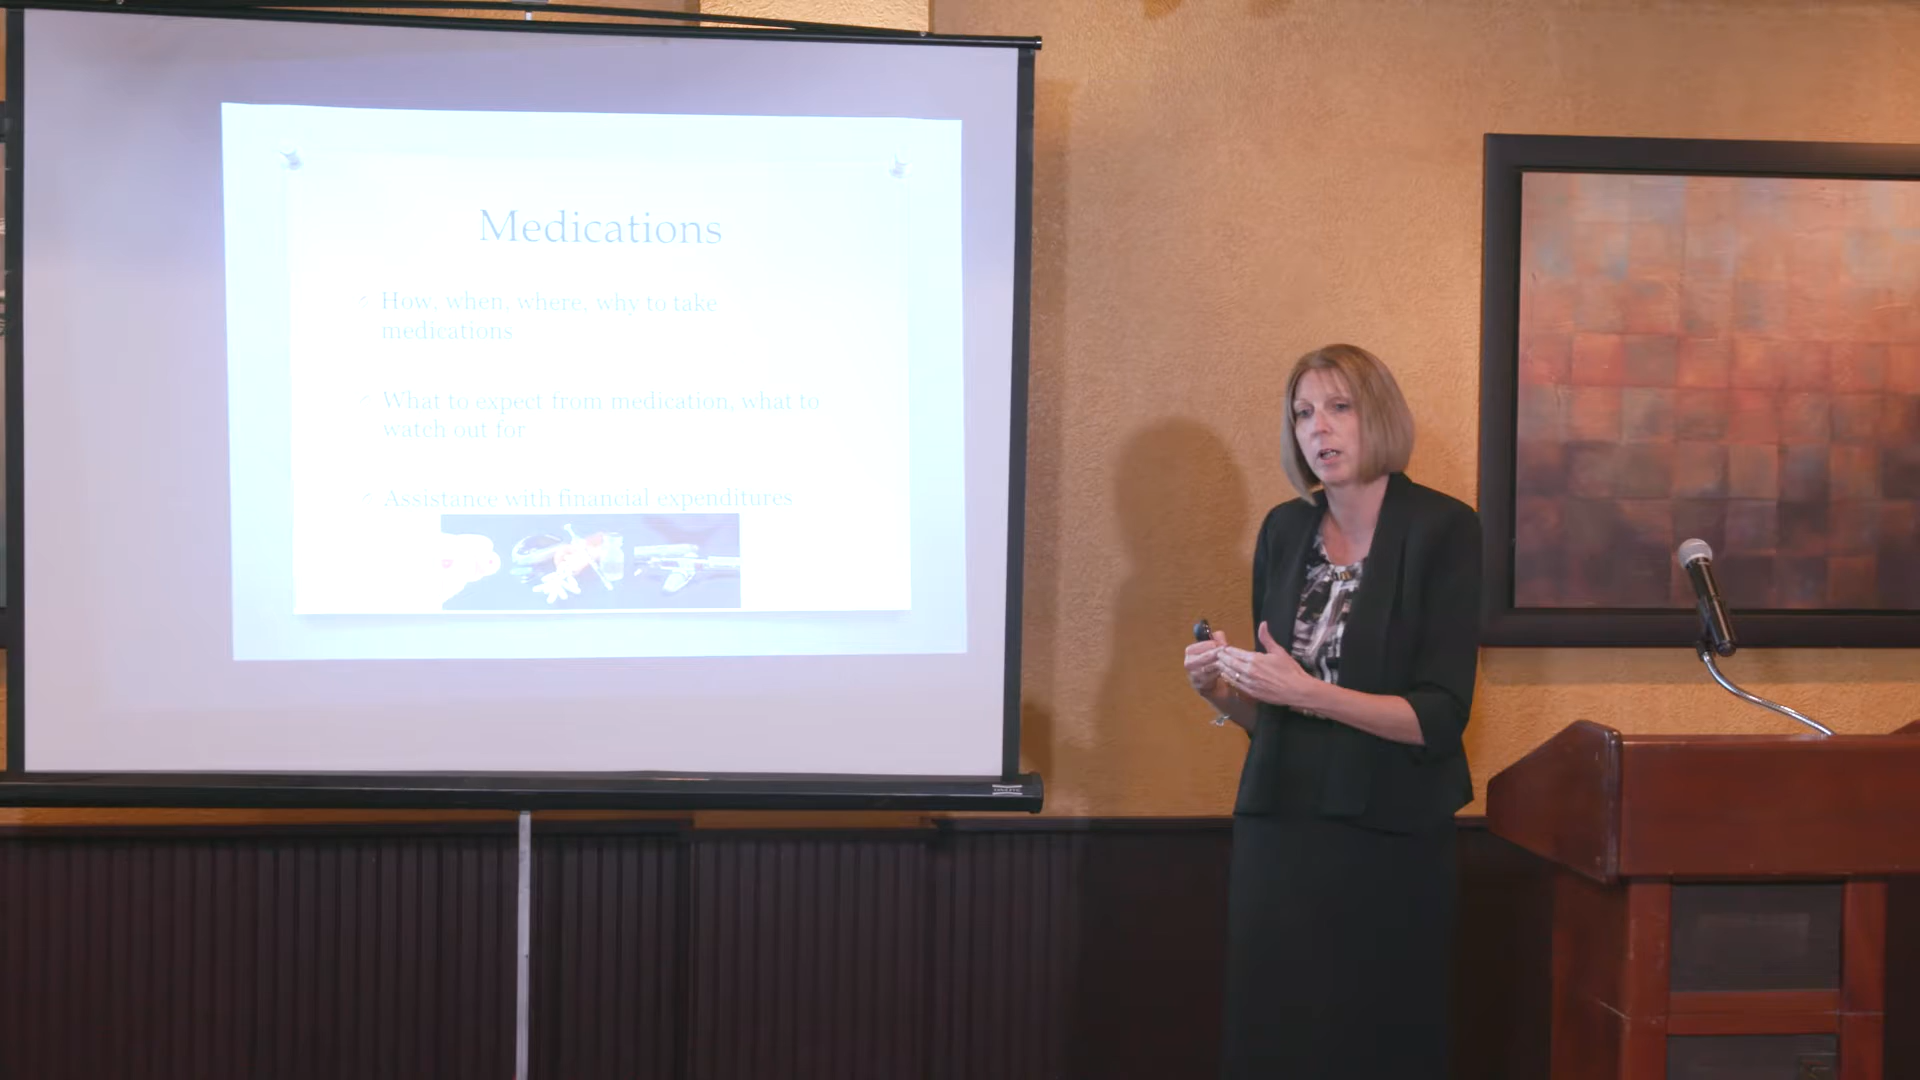 Medications
How, when, where, why to take
medications
What to expect from medication, what to
watch out for
Assistance with financial expenditures